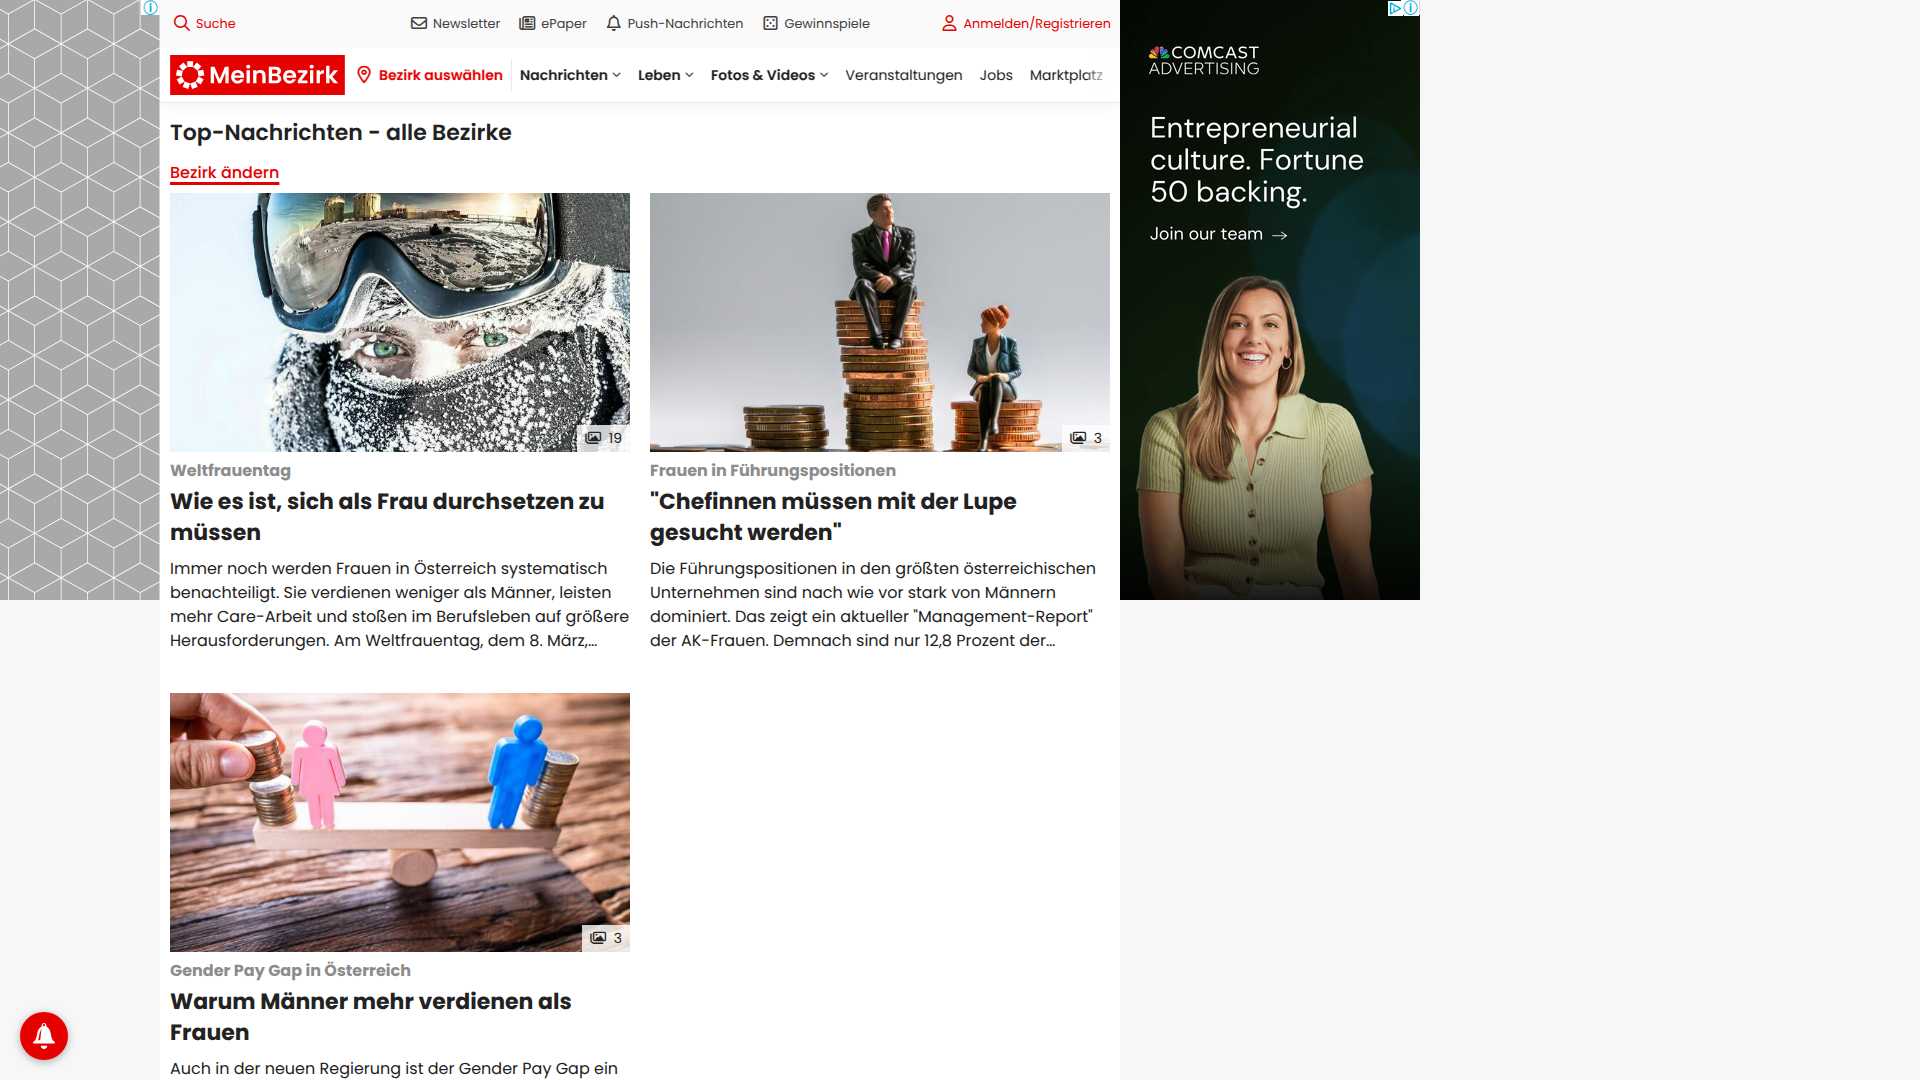 Suche
Newsletter
ePaper
Push-Nachrichten
Gewinnspiele
Anmelden/Registrieren
MeinBezirk
Bezirk auswählen
Nachrichten
Leben
Fotos & Videos
Veranstaltungen
Jobs
Marktplatz
Top-Nachrichten - alle Bezirke
Bezirk ändern
19
Weltfrauentag
Wie es ist, sich als Frau durchsetzen zu
müssen
Immer noch werden Frauen in Österreich systematisch
benachteiligt. Sie verdienen weniger als Männer, leisten
mehr Care-Arbeit und stoßen im Berufsleben auf größere
Herausforderungen. Am Weltfrauentag, dem 8. März,...
3
Frauen in Führungspositionen
"Chefinnen müssen mit der Lupe
gesucht werden"
Die Führungspositionen in den größten österreichischen
Unternehmen sind nach wie vor stark von Männern
dominiert. Das zeigt ein aktueller "Management-Report"
der AK-Frauen. Demnach sind nur 12,8 Prozent der...
3
Gender Pay Gap in Österreich
Warum Männer mehr verdienen als
Frauen
Auch in der neuen Regierung ist der Gender Pay Gap ein
COMCAST
ADVERTISING
Entrepreneurial
culture. Fortune
50 backing.
Join our team →